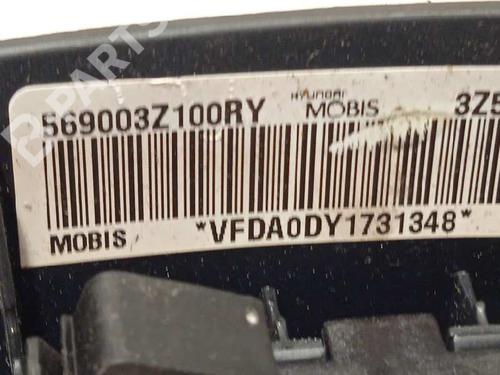 569003Z100RY
HYUNDAI
MOBIS
3Z5
MOBIS
*VFDA0DY1731348*